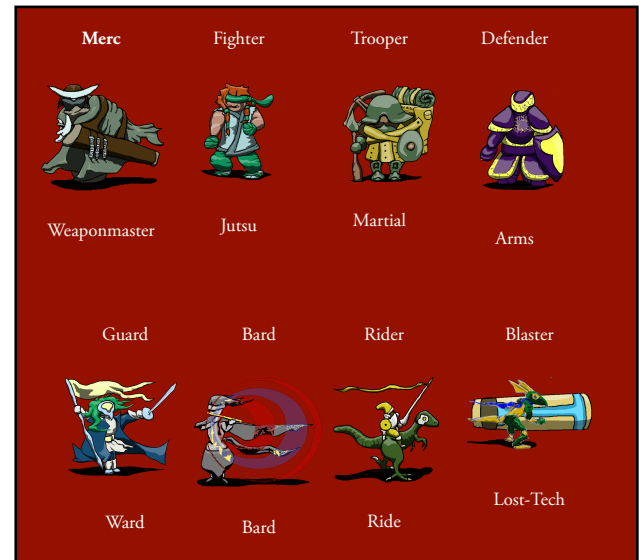 Merc Fighter Trooper Defender
Weaponmaster Jutsu Martial Arms
Guard Bard Rider Blaster
Ward Bard Ride Lost-Tech